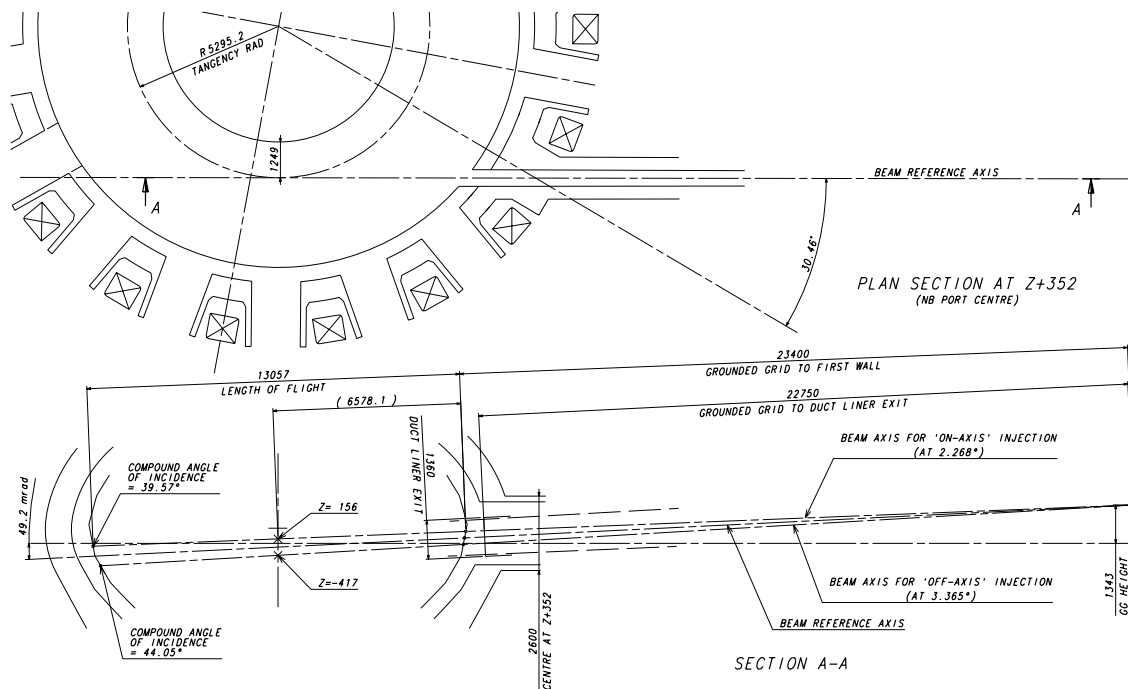 R5295.2
TANGENCY RAD
1249
BEAM REFERENCE AXIS
A
A
30.46°
PLAN SECTION AT Z+352
(NB PORT CENTRE)
13057
LENGTH OF FLIGHT
23400
GROUNDED GRID TO FIRST WALL
( 6578.1 )
22750
GROUNDED GRID TO DUCT LINER EXIT
DUCT LINER EXIT
1360
BEAM AXIS FOR 'ON-AXIS' INJECTION
(AT 2.268°)
COMPOUND ANGLE
OF INCIDENCE
= 39.57°
49.2 mrad
Z= 156
Z=-417
BEAM AXIS FOR 'OFF-AXIS' INJECTION
(AT 3.365°)
1343
GG HEIGHT
BEAM REFERENCE AXIS
COMPOUND ANGLE
OF INCIDENCE
= 44.05°
2600
CENTRE AT Z+352
SECTION A-A